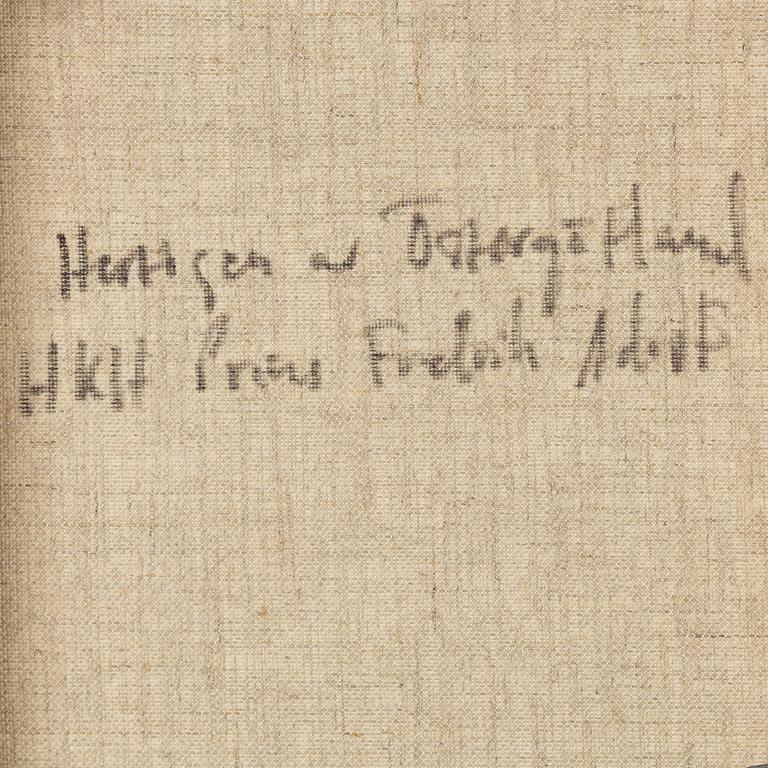 Hertigen av Östergötland
HKH Prins Fredrik Adolf